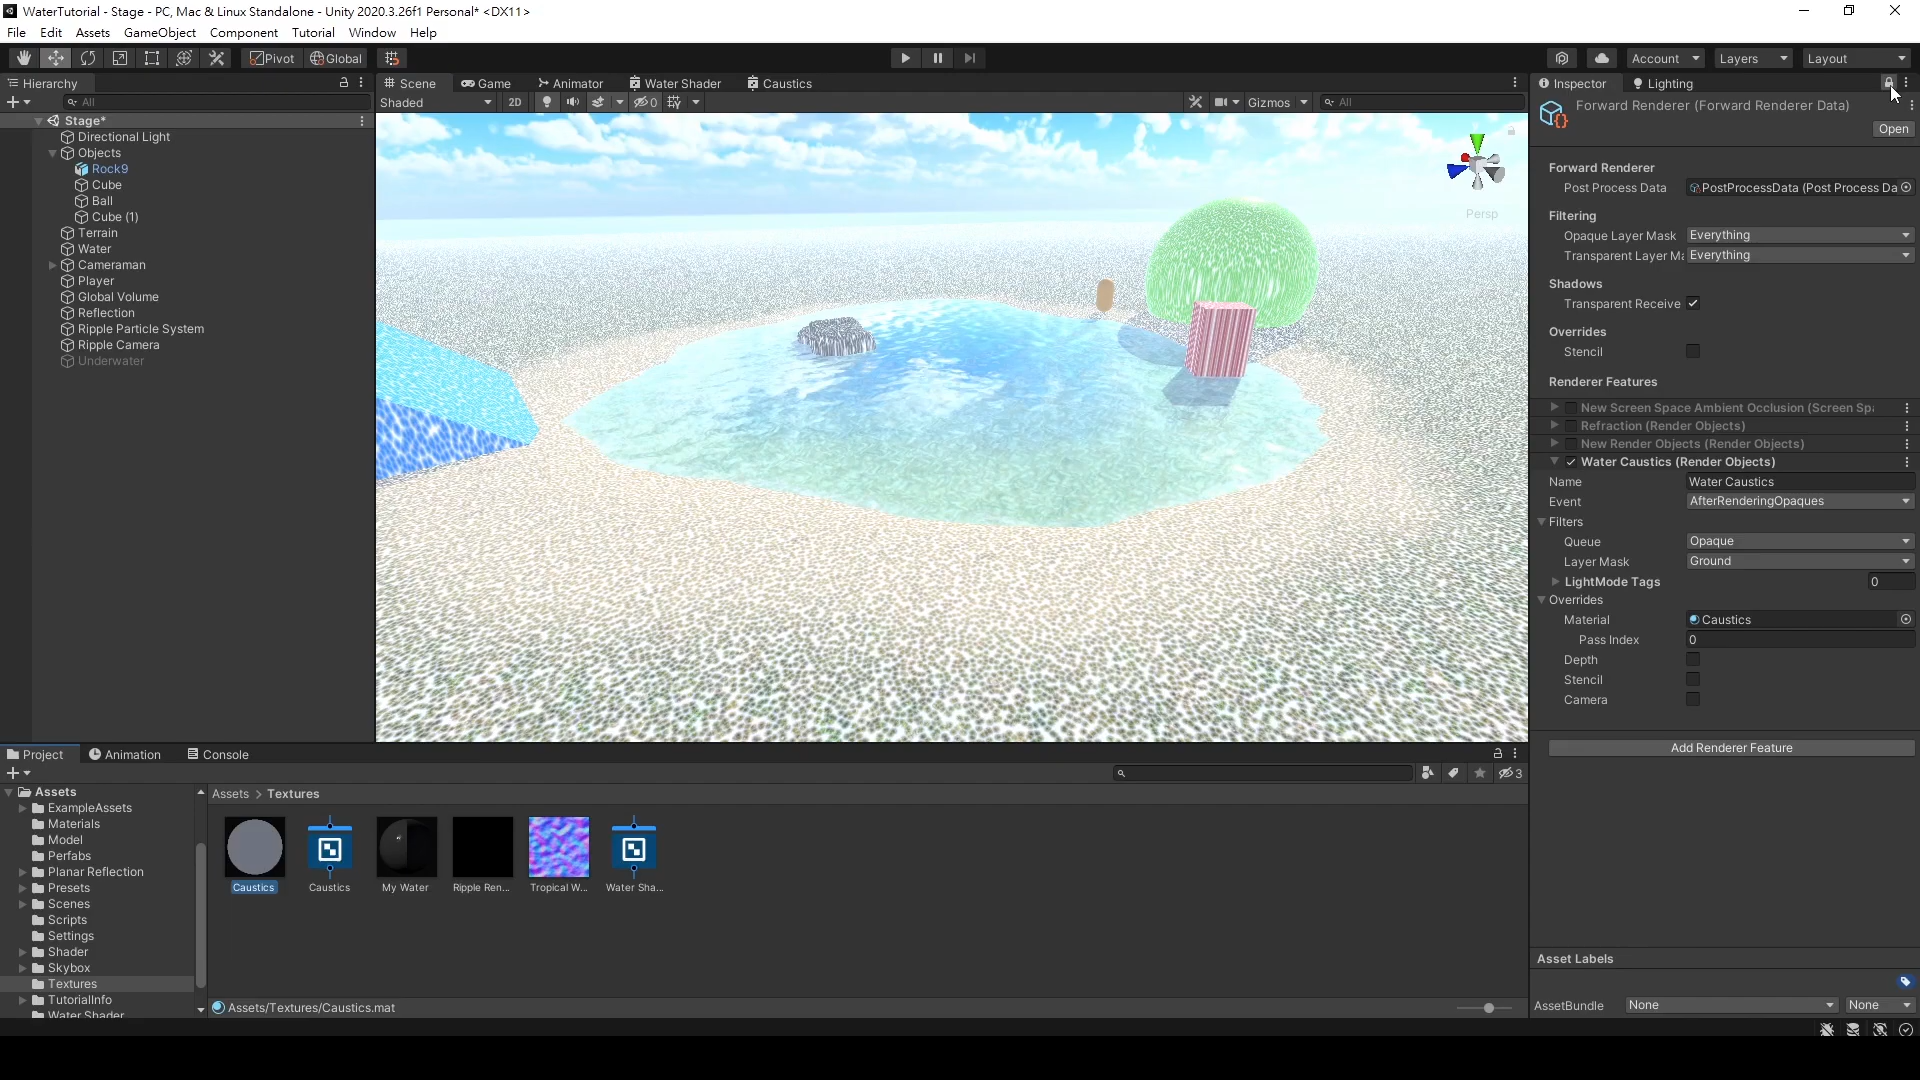 WaterTutorial - Stage - PC, Mac & Linux Standalone - Unity 2020.3.26f1 Personal* <DX11>
File Edit Assets GameObject Component Tutorial Window Help
Pivot Global Account Layers Layout
Hierarchy
All
Stage*
Directional Light
Objects
Rock9
Cube
Ball
Cube (1)
Terrain
Water
Cameraman
Player
Global Volume
Reflection
Ripple Particle System
Ripple Camera
Underwater
Scene Game Animator Water Shader Caustics
Shaded 2D 0 Gizmos All
Persp
Inspector Lighting
Forward Renderer (Forward Renderer Data)
Open
Forward Renderer
Post Process Data PostProcessData (Post Process Da
Filtering
Opaque Layer Mask Everything
Transparent Layer Ma Everything
Shadows
Transparent Receive
Overrides
Stencil
Renderer Features
New Screen Space Ambient Occlusion (Screen Spa
Refraction (Render Objects)
New Render Objects (Render Objects)
Water Caustics (Render Objects)
Name Water Caustics
Event AfterRenderingOpaques
Filters
Queue Opaque
Layer Mask Ground
LightMode Tags 0
Overrides
Material Caustics
Pass Index 0
Depth
Stencil
Camera
Add Renderer Feature
Asset Labels
AssetBundle None None
Project Animation Console
3
Assets
ExampleAssets
Materials
Model
Perfabs
Planar Reflection
Presets
Scenes
Scripts
Settings
Shader
Skybox
Textures
TutorialInfo
Water Shader
Assets > Textures
Caustics Caustics My Water Ripple Ren... Tropical W... Water Sha...
Assets/Textures/Caustics.mat